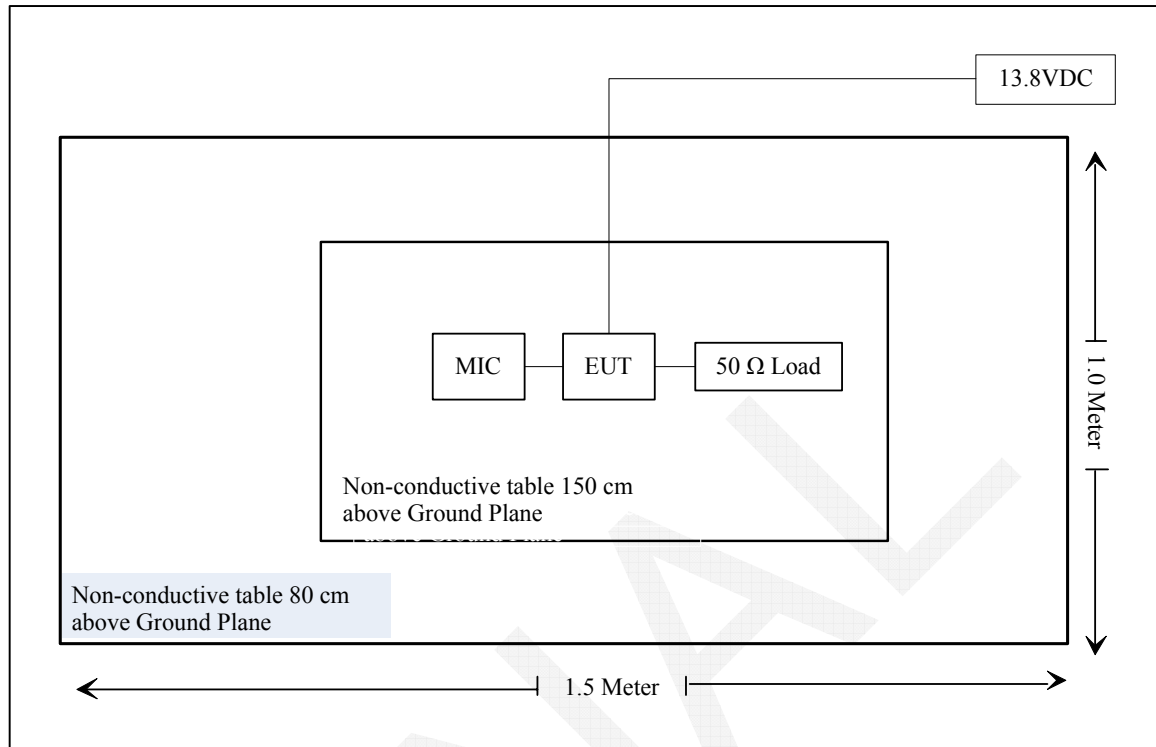 13.8VDC
MIC
EUT
50 Ω Load
1.0 Meter
Non-conductive table 150 cm
above Ground Plane
Non-conductive table 80 cm
above Ground Plane
1.5 Meter